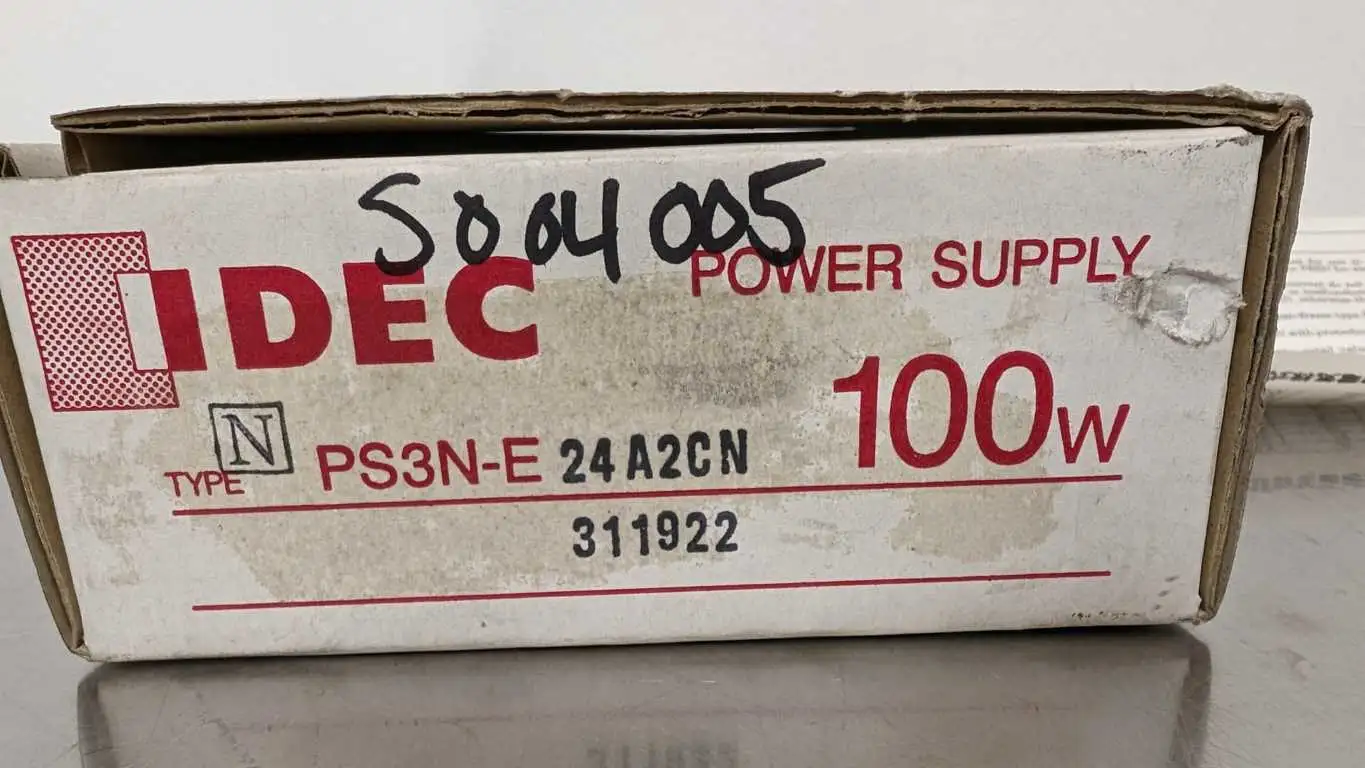 S004005
IDEC POWER SUPPLY
100W
TYPE N PS3N-E 24A2CN
311922